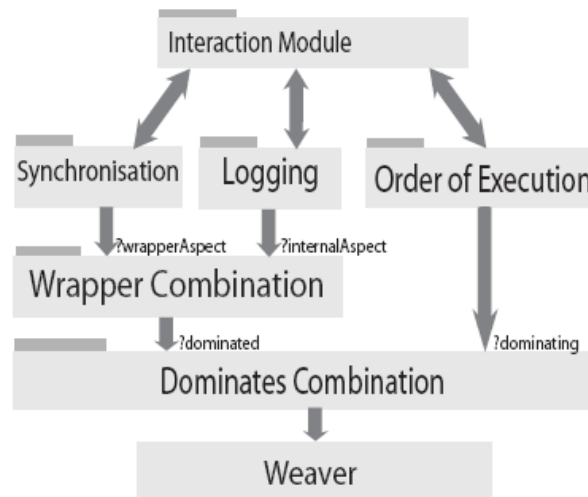 Interaction Module
Synchronisation
Logging
Order of Execution
?wrapperAspect
?internalAspect
Wrapper Combination
?dominated
?dominating
Dominates Combination
Weaver